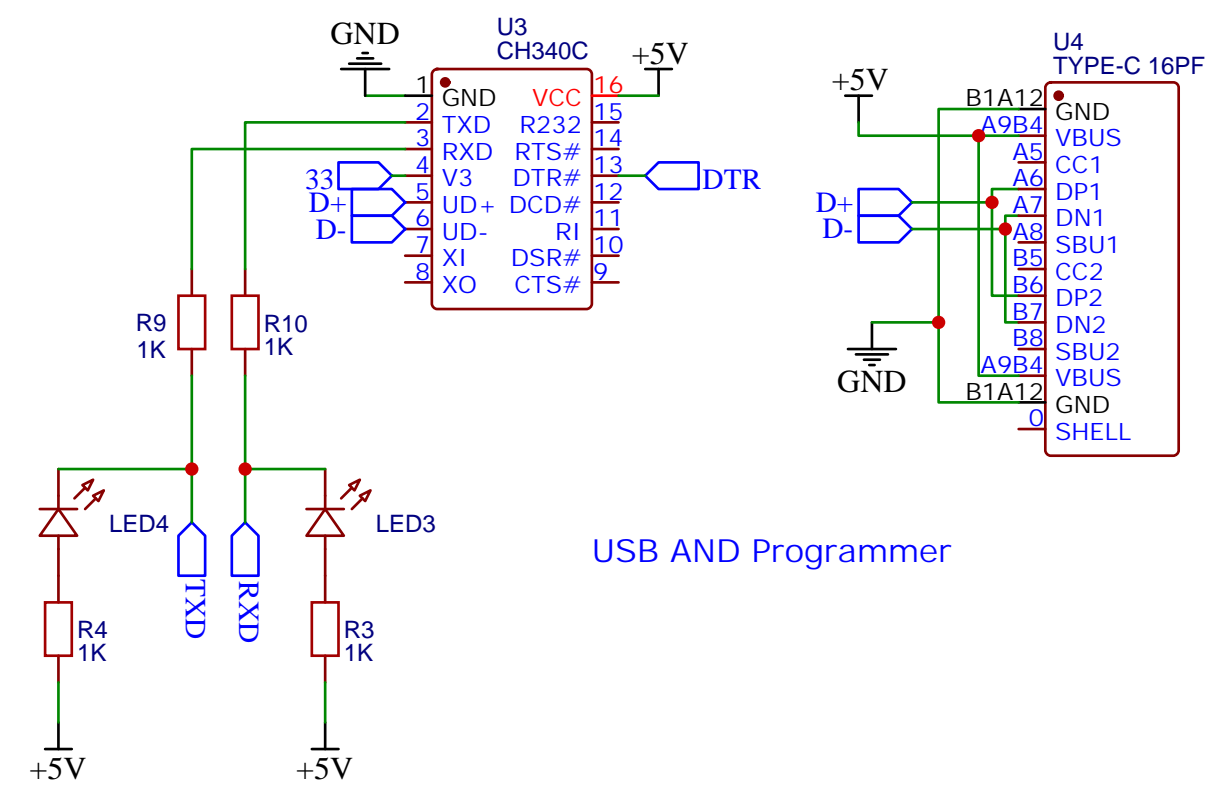 GND
U3
CH340C
+5V
1
GND
VCC
16
2
TXD
R232
15
3
RXD
RTS#
14
33
4
V3
DTR#
13
DTR
D+
5
UD+
DCD#
12
D-
6
UD-
RI
11
7
XI
DSR#
10
8
XO
CTS#
9
R9
1K
R10
1K
LED4
LED3
TXD
RXD
R4
1K
R3
1K
+5V
+5V
USB AND Programmer
U4
TYPE-C 16PF
+5V
B1A12
GND
A9B4
VBUS
A5
CC1
A6
DP1
D+
A7
DN1
D-
A8
SBU1
B5
CC2
B6
DP2
B7
DN2
B8
SBU2
GND
A9B4
VBUS
B1A12
GND
0
SHELL